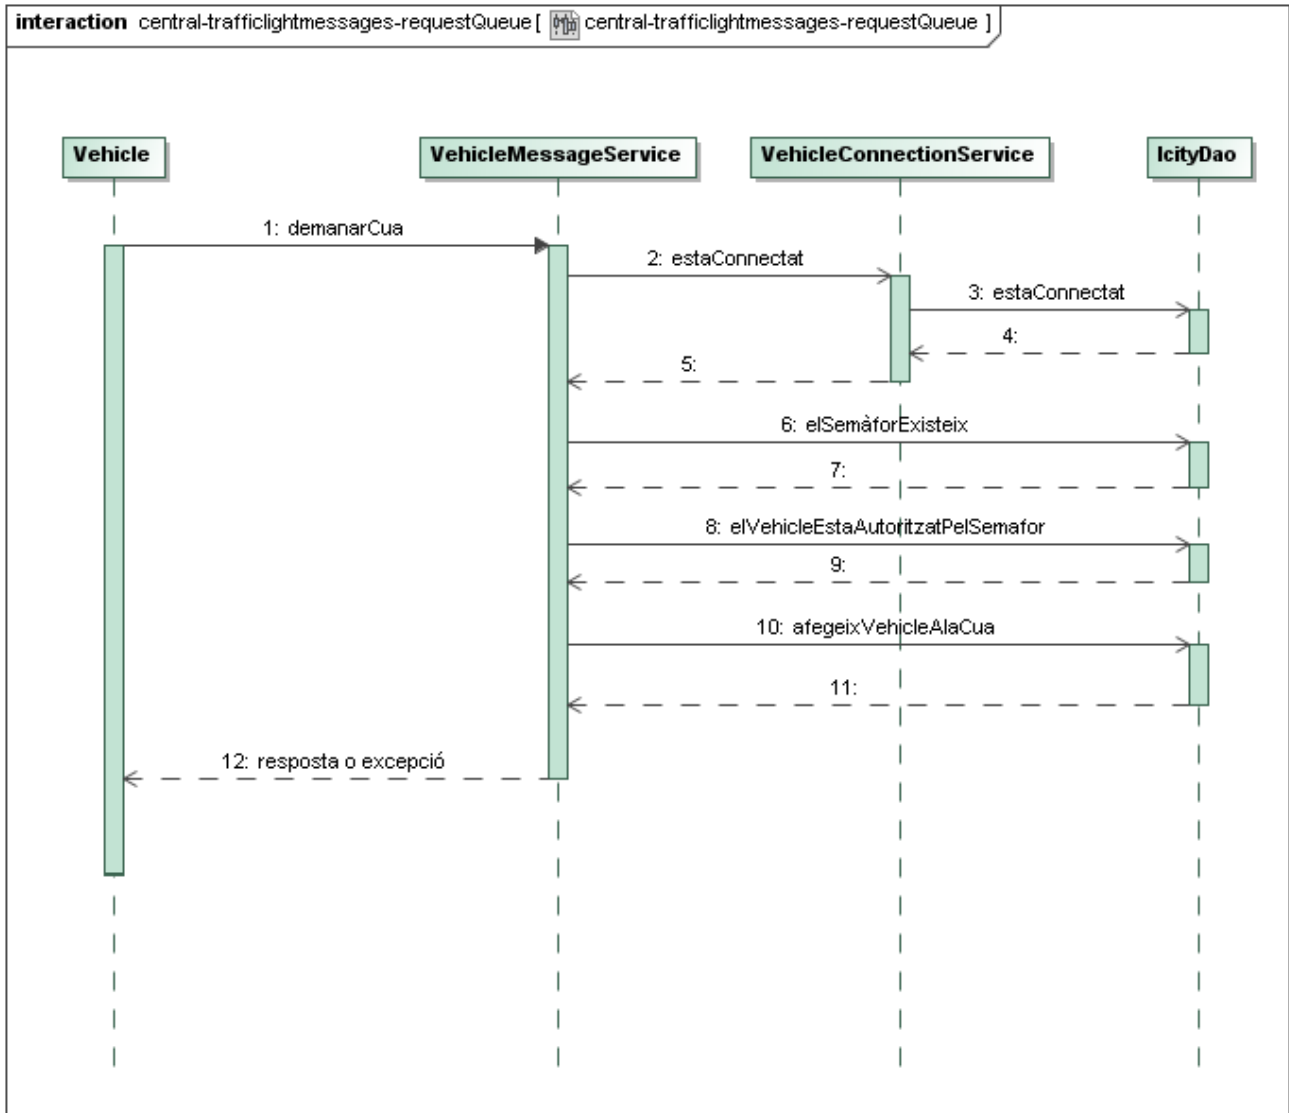 interaction central-trafficlightmessages-requestQueue [ central-trafficlightmessages-requestQueue ]
Vehicle VehicleMessageService VehicleConnectionService IcityDao
1: demanarCua
2: estaConnectat
3: estaConnectat
4:
5:
6: elSemàforExisteix
7:
8: elVehicleEstaAutoritzatPelSemafor
9:
10: afegeixVehicleAlaCua
11:
12: resposta o excepció